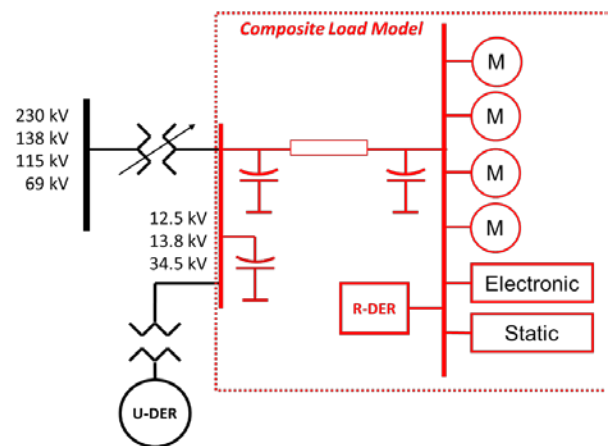 Composite Load Model
230 kV
138 kV
115 kV
69 kV
12.5 kV
13.8 kV
34.5 kV
M
M
M
M
Electronic
R-DER
Static
U-DER